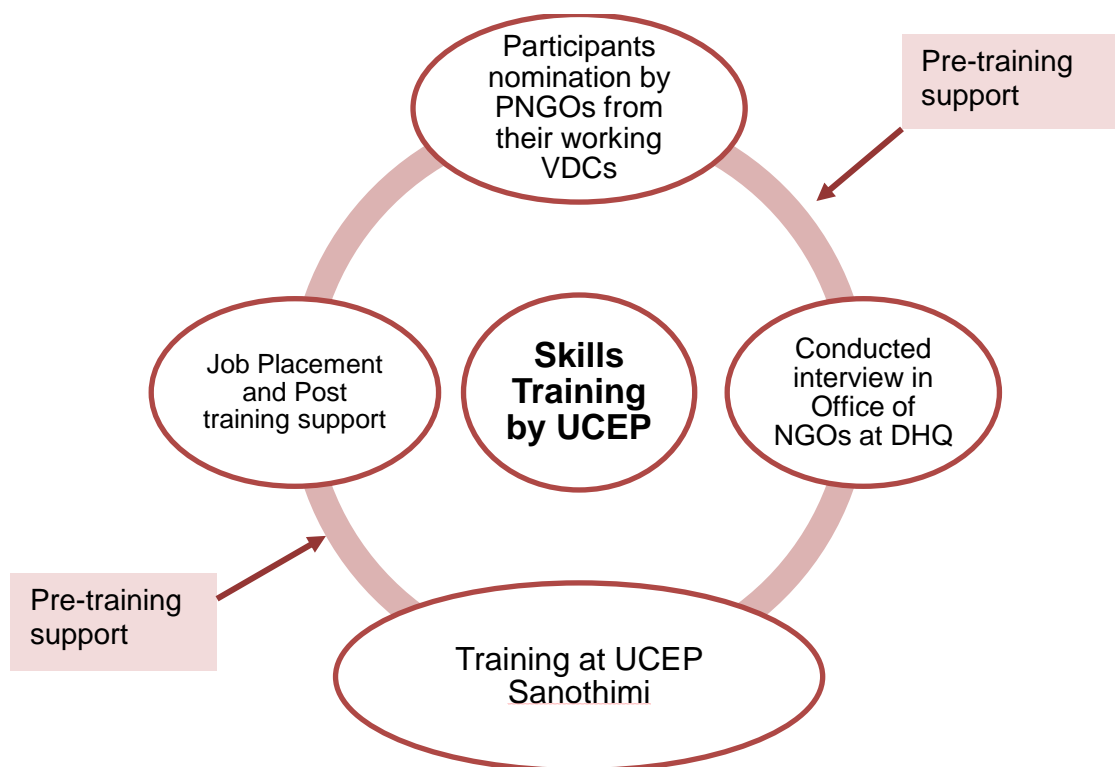 Participants
nomination by
PNGOs from
their working
VDCs
Pre-training
support
Job Placement
and Post
training support
Skills
Training
by UCEP
Conducted
interview in
Office of
NGOs at DHQ
Pre-training
support
Training at UCEP
Sanothimi